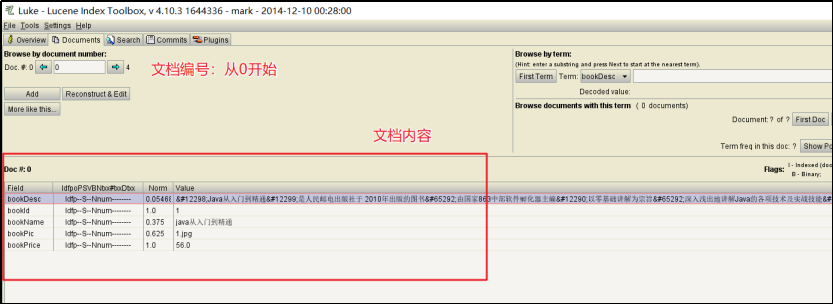 Luke - Lucene Index Toolbox, v 4.10.3 1644336 - mark - 2014-12-10 00:28:00
File Tools Settings Help
Overview Documents Search Commits Plugins
Browse by document number:
Doc. #: 0 0 4
文档编号：从0开始
Add Reconstruct & Edit
More like this...
Browse by term:
(Hint: enter a substring and press Next to start at the nearest term).
First Term Term: bookDesc
Decoded value:
Browse documents with this term ( 0 documents)
Document: ? of ? First Doc
Term freq in this doc: ? Show Po
文档内容
Doc #: 0
Flags: I - Indexed (doc
B - Binary;
Field IdfpoPSVBNtxx#txxDtxx Norm Value
bookDesc Idfp--S--Nnum-------- 0.05468 &#12298;Java从入门到精通&#12299;是人民邮电出版社于 2010年出版的图书&#65292;由国家863中部软件孵化器主编&#12290;以零基础讲解为宗旨&#65292;深入浅出地讲解Java的各项技术及实战技能&#
bookId Idfp--S--Nnum-------- 1.0 1
bookName Idfp--S--Nnum-------- 0.375 java从入门到精通
bookPic Idfp--S--Nnum-------- 0.625 1.jpg
bookPrice Idfp--S--Nnum-------- 1.0 56.0